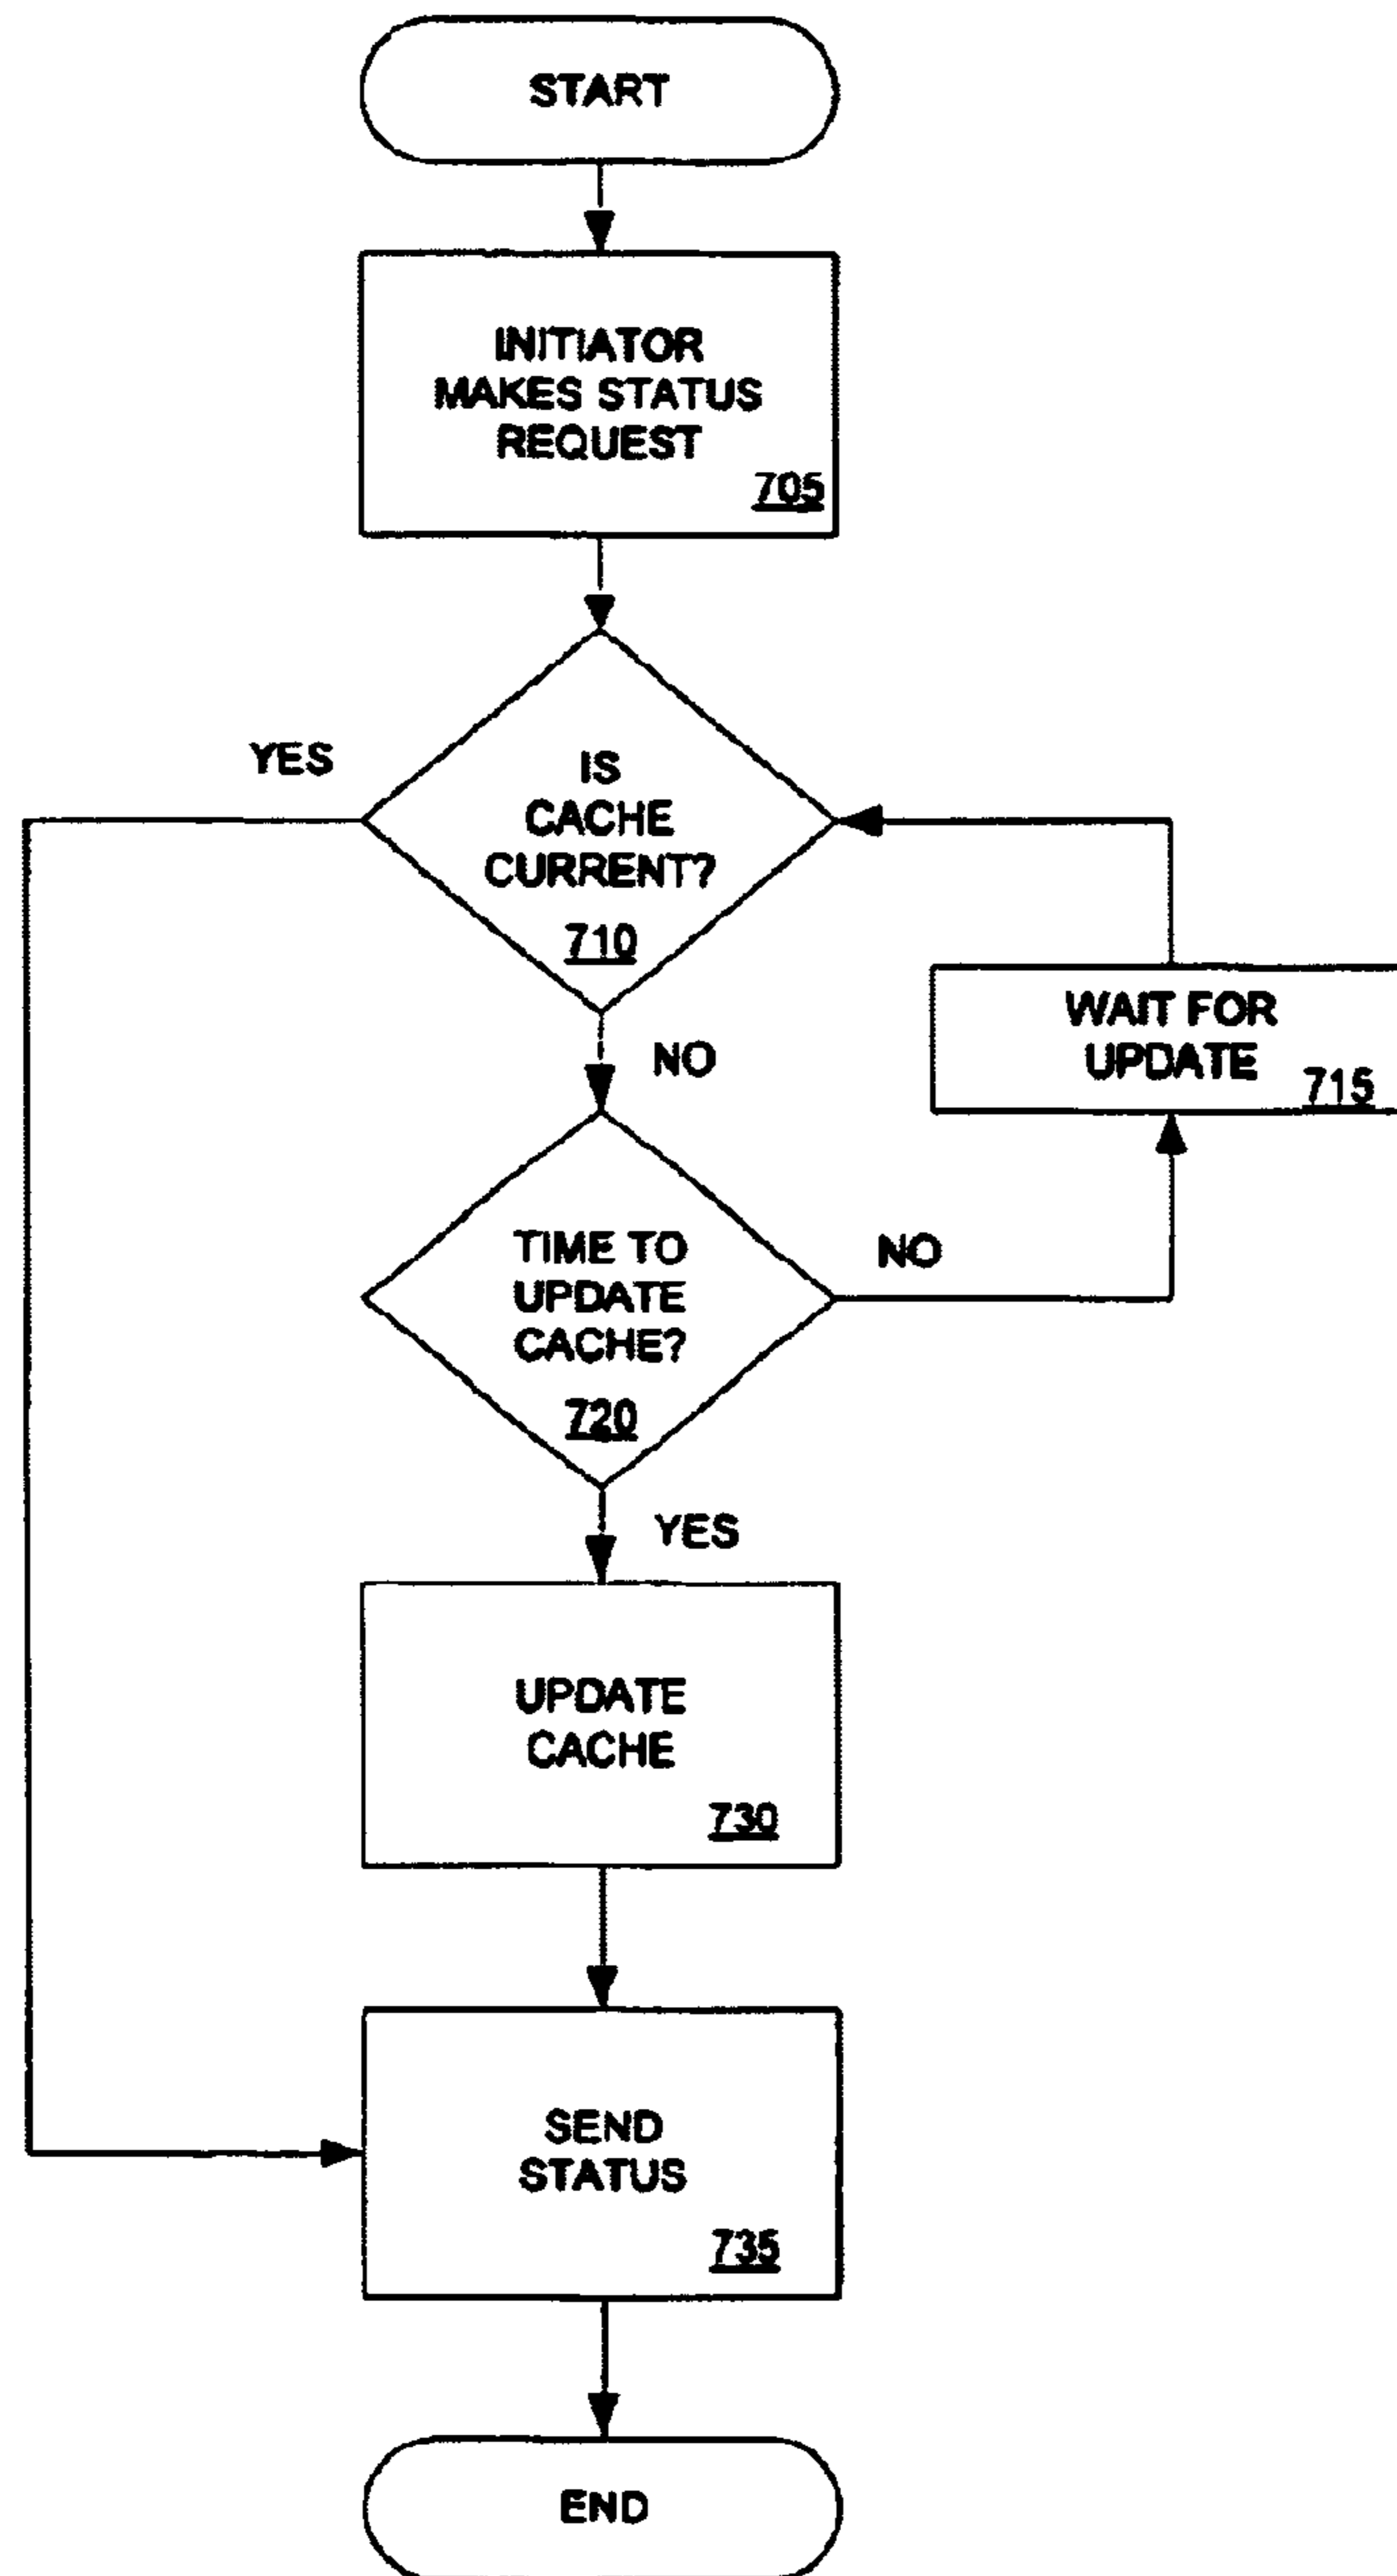 START
INITIATOR
MAKES STATUS
REQUEST
705
YES
IS
CACHE
CURRENT?
710
NO
WAIT FOR
UPDATE
715
TIME TO
UPDATE
CACHE?
720
NO
YES
UPDATE
CACHE
730
SEND
STATUS
735
END